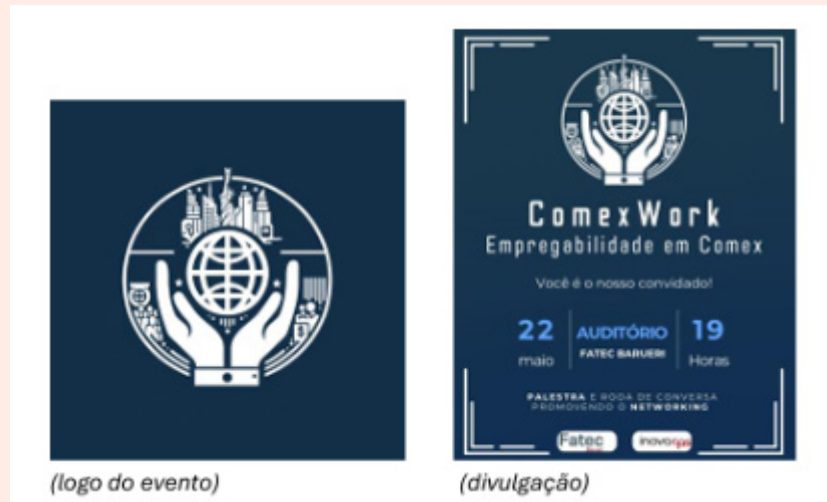 ComexWork
Empregabilidade em Comex
Você é o nosso convidado!
22 maio
AUDITÓRIO
FATEC BARUERI
19 Horas
PALESTRA E RODA DE CONVERSA
PROMOVENDO O NETWORKING
Fatec
(logo do evento)
(divulgação)